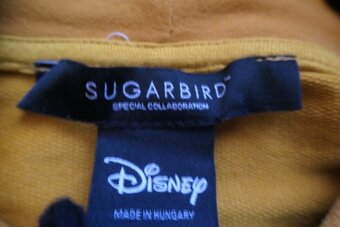 SUGARBIRD™
SPECIAL COLLABORATION
Disney
MADE IN HUNGARY